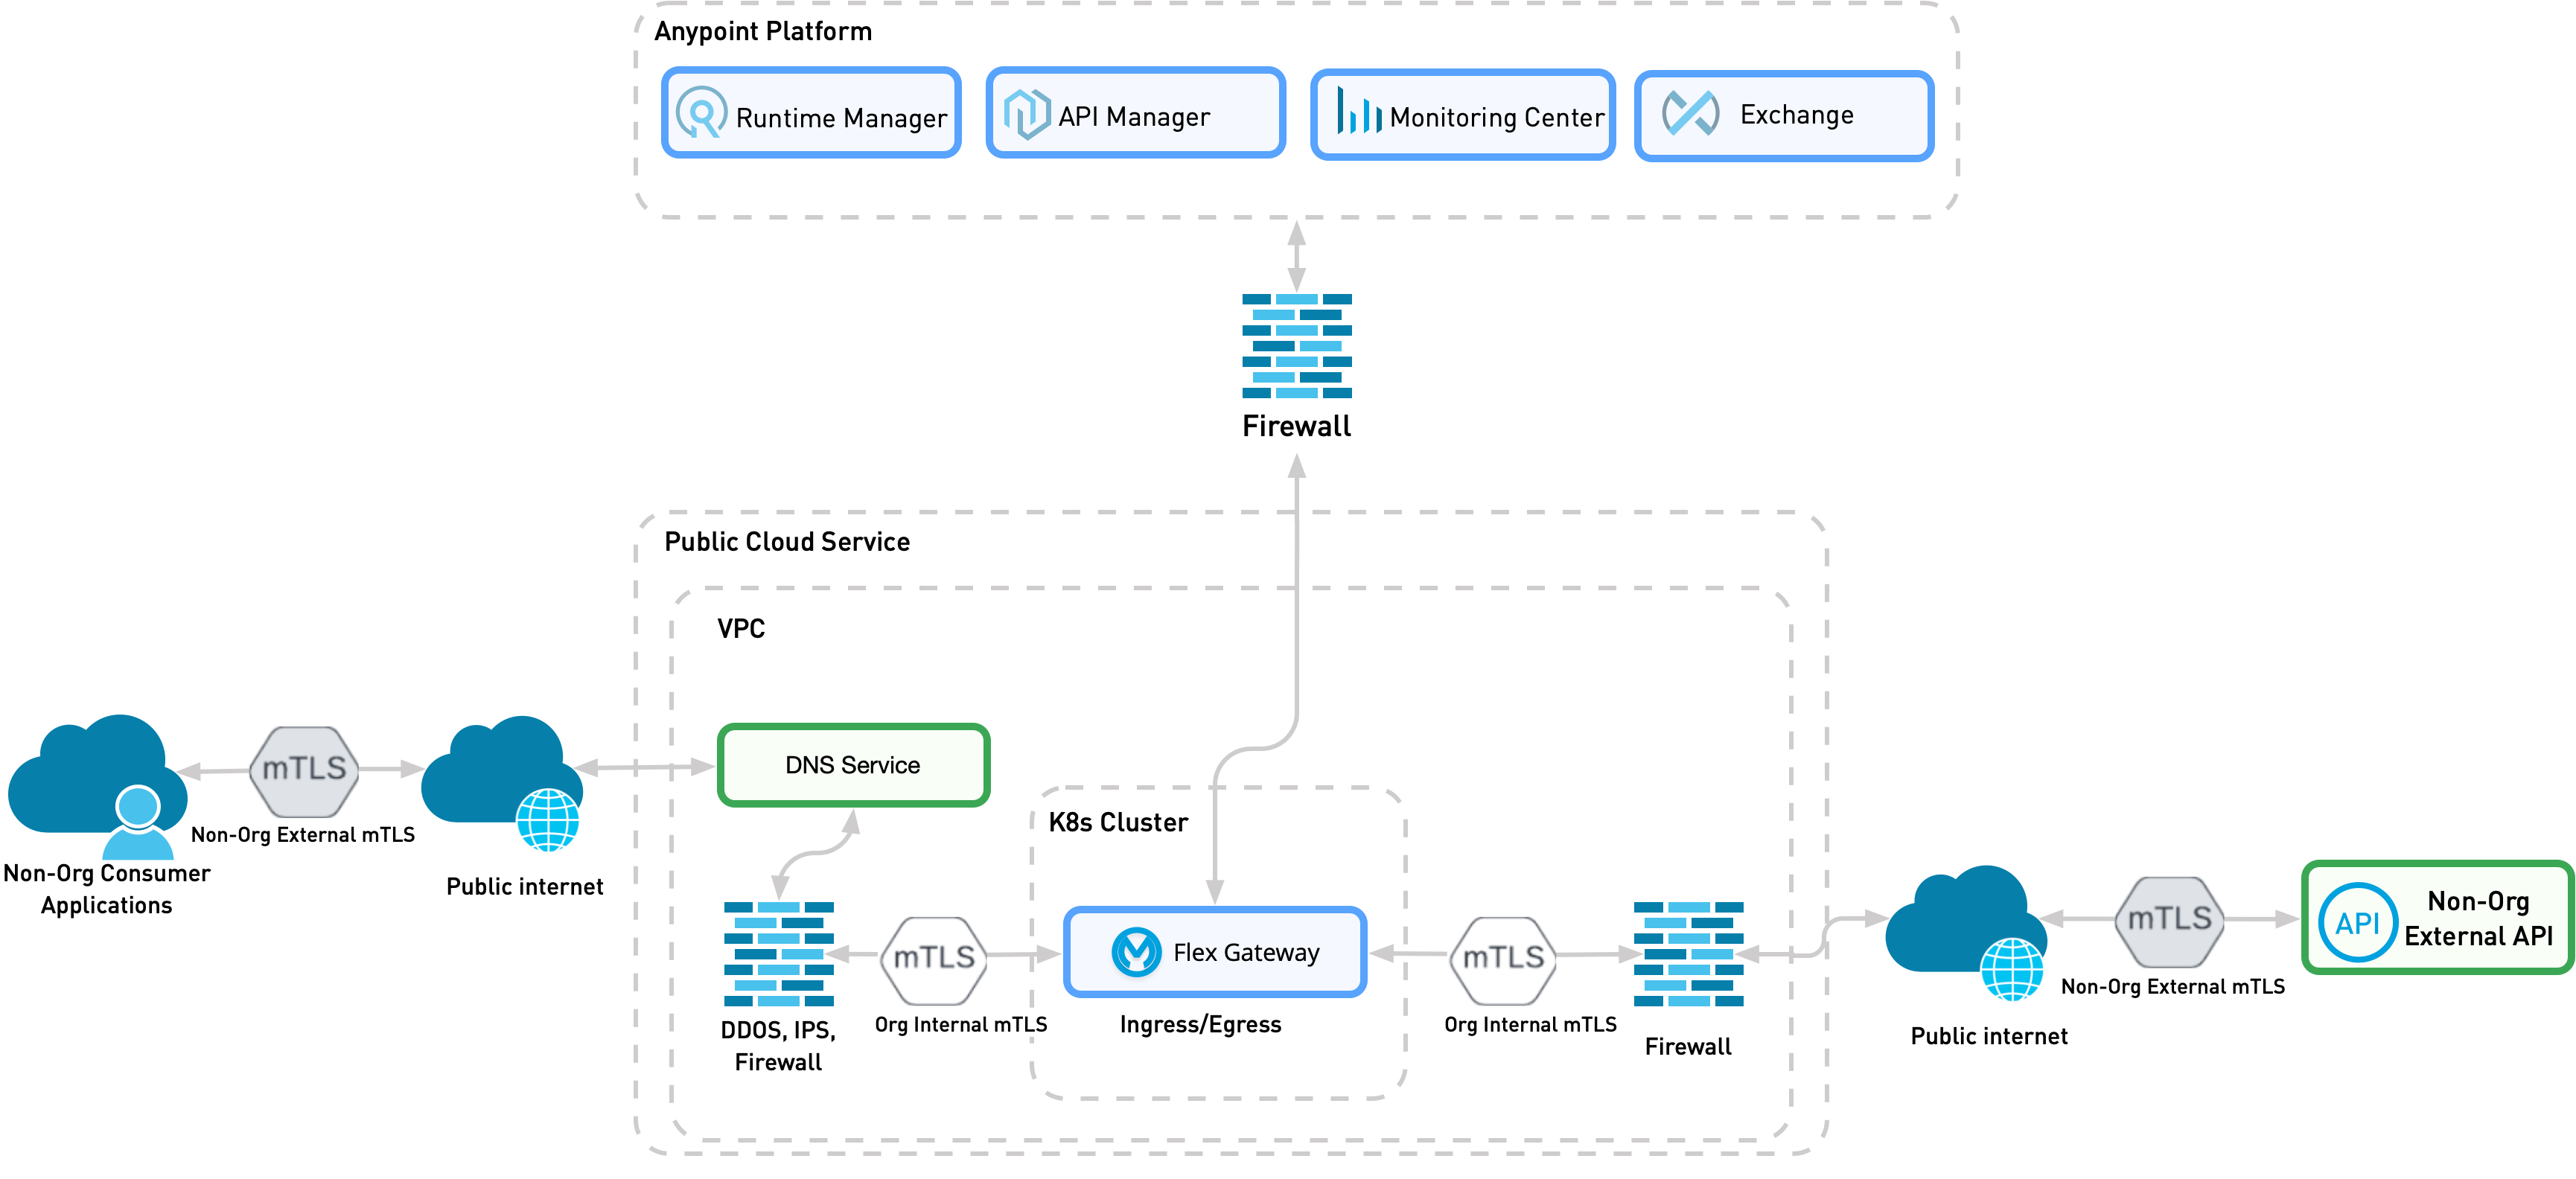 Anypoint Platform
Runtime Manager
API Manager
Monitoring Center
Exchange
Firewall
Public Cloud Service
VPC
DNS Service
mTLS
Non-Org External mTLS
Non-Org Consumer
Applications
Public internet
K8s Cluster
DDOS, IPS,
Firewall
mTLS
Org Internal mTLS
Flex Gateway
Ingress/Egress
mTLS
Org Internal mTLS
Firewall
Public internet
mTLS
Non-Org External mTLS
API
Non-Org
External API